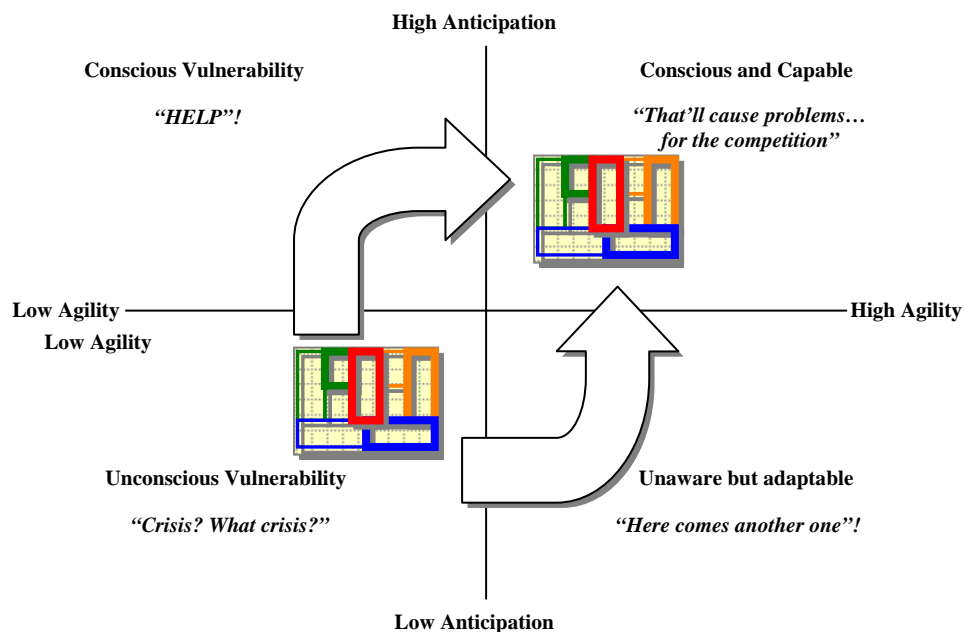 High Anticipation
Conscious Vulnerability
“HELP”!
Conscious and Capable
“That’ll cause problems…
for the competition”
Low Agility
High Agility
Low Agility
Unconscious Vulnerability
“Crisis? What crisis?”
Unaware but adaptable
“Here comes another one”!
Low Anticipation